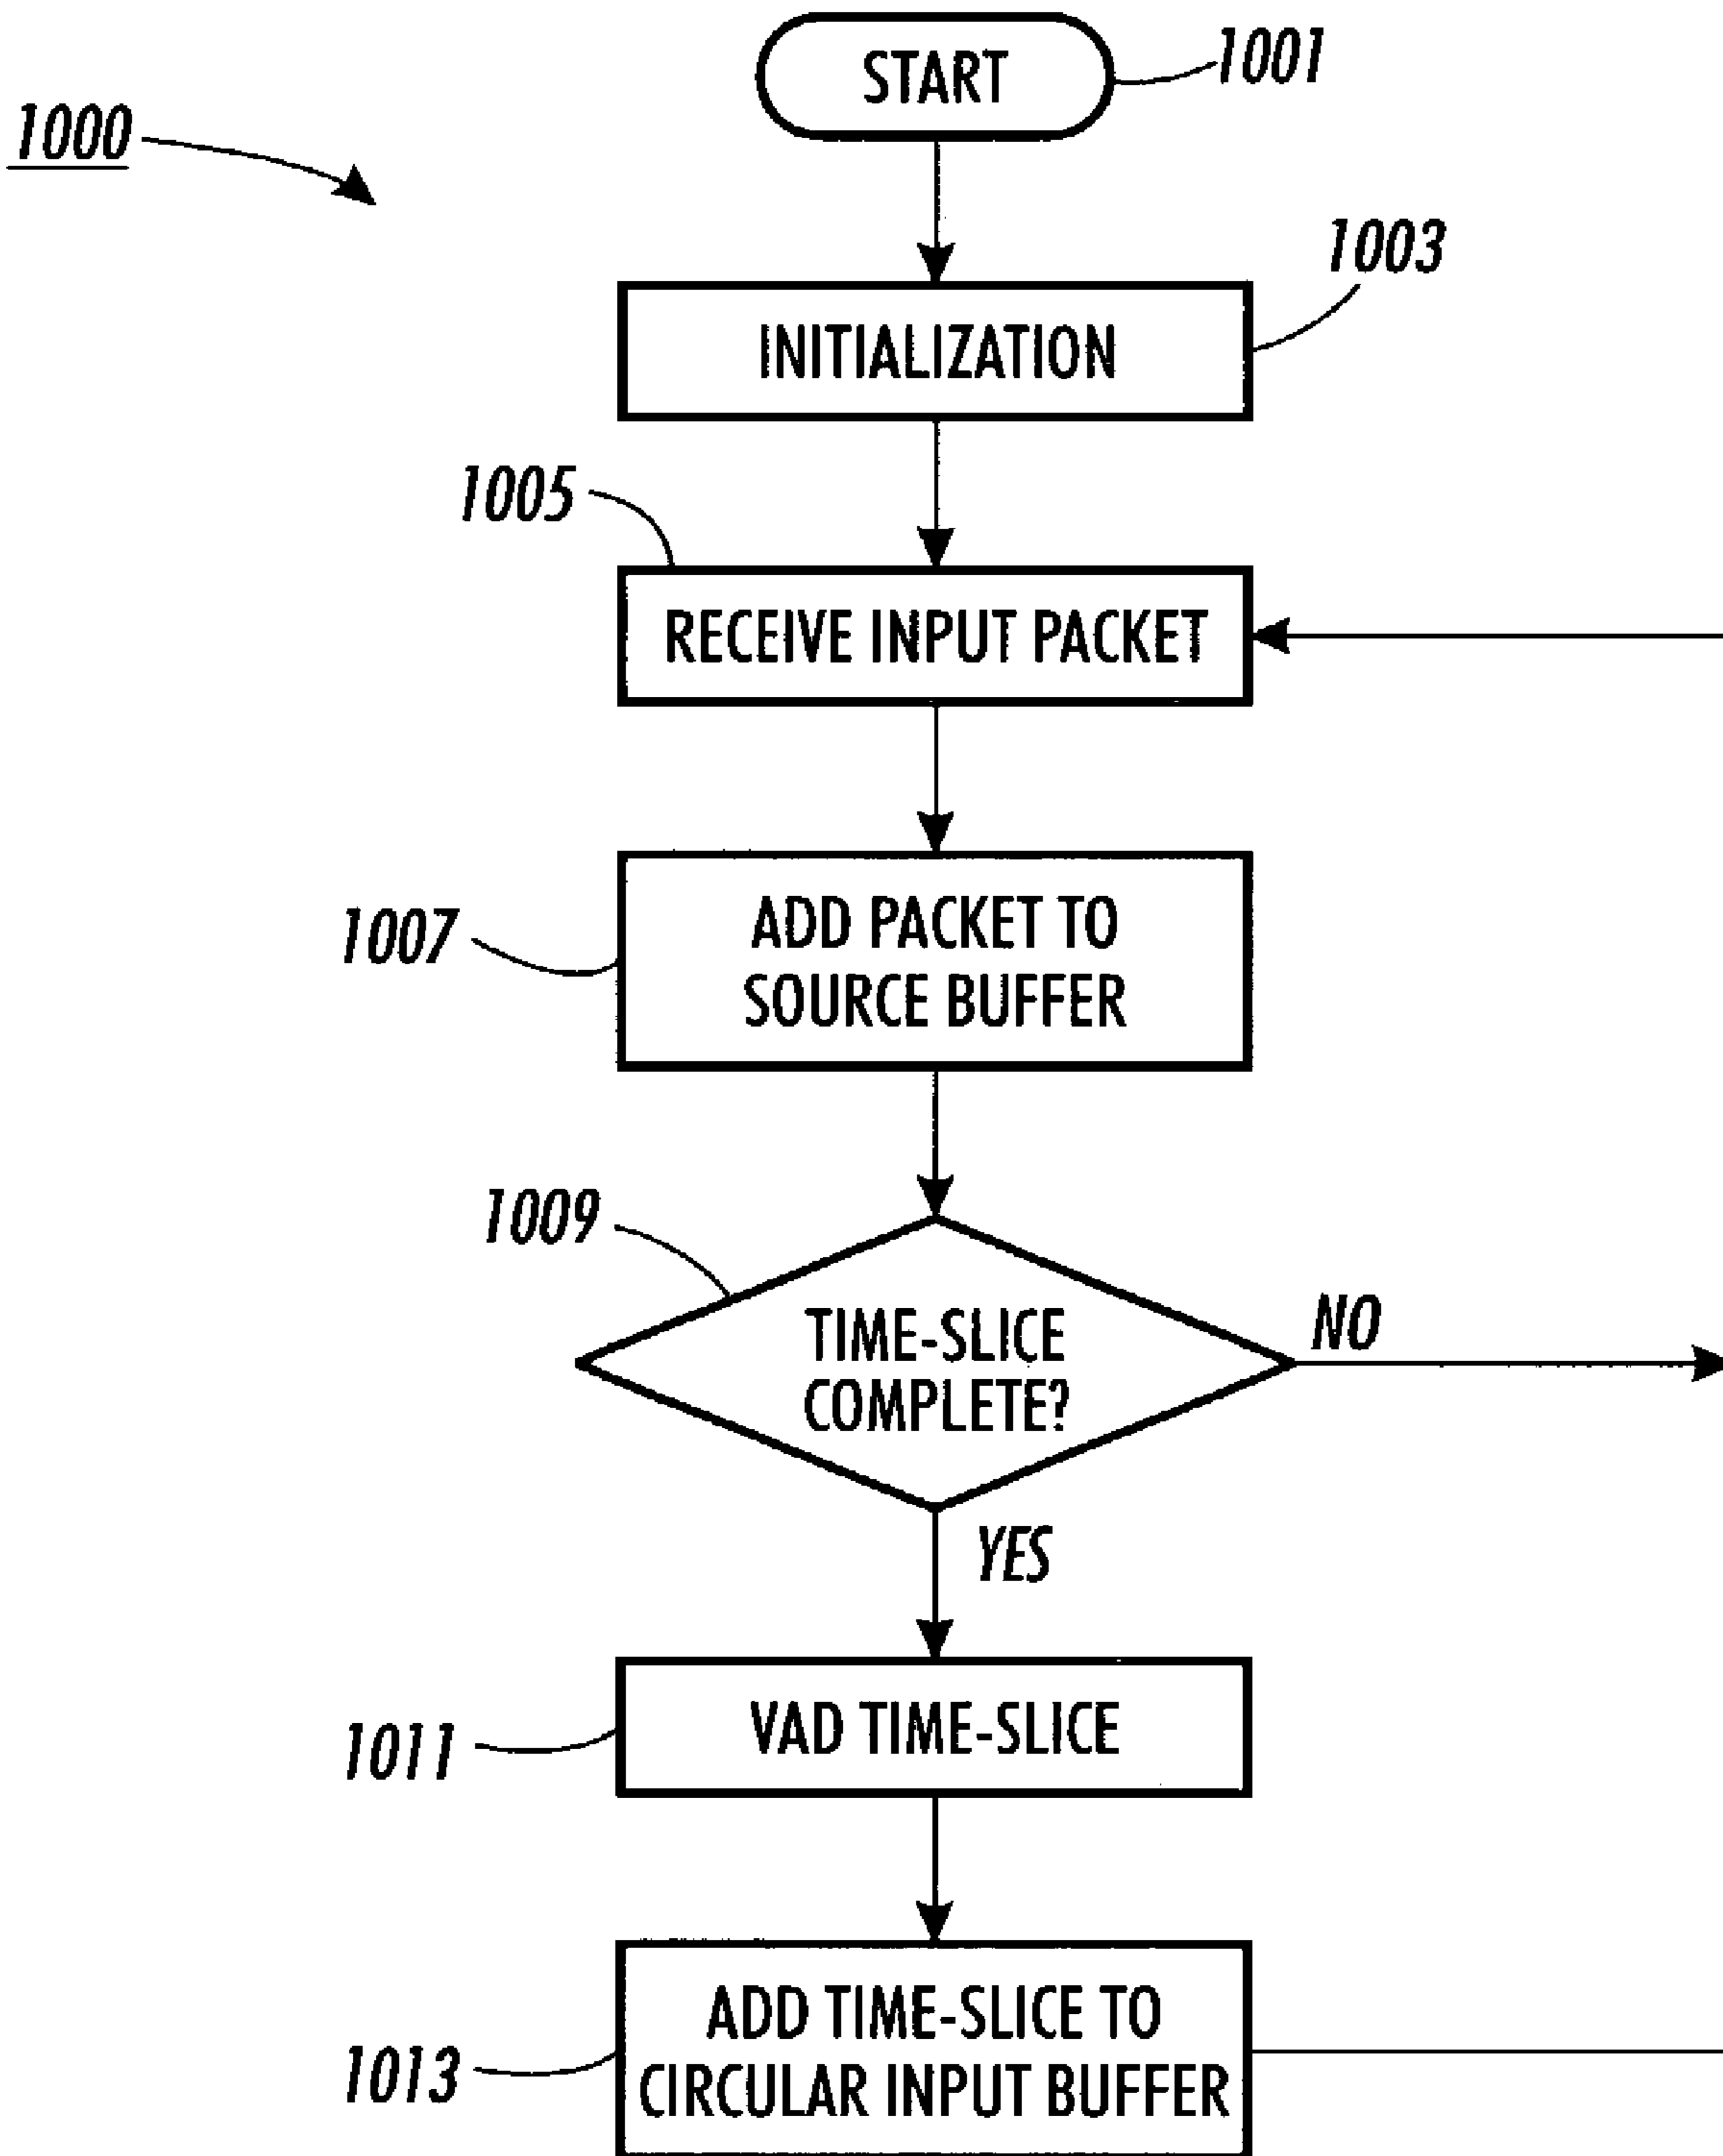 START
1001
1000
1003
INITIALIZATION
1005
RECEIVE INPUT PACKET
1007
ADD PACKET TO
SOURCE BUFFER
1009
TIME-SLICE
COMPLETE?
NO
YES
1011
VAD TIME-SLICE
1013
ADD TIME-SLICE TO
CIRCULAR INPUT BUFFER